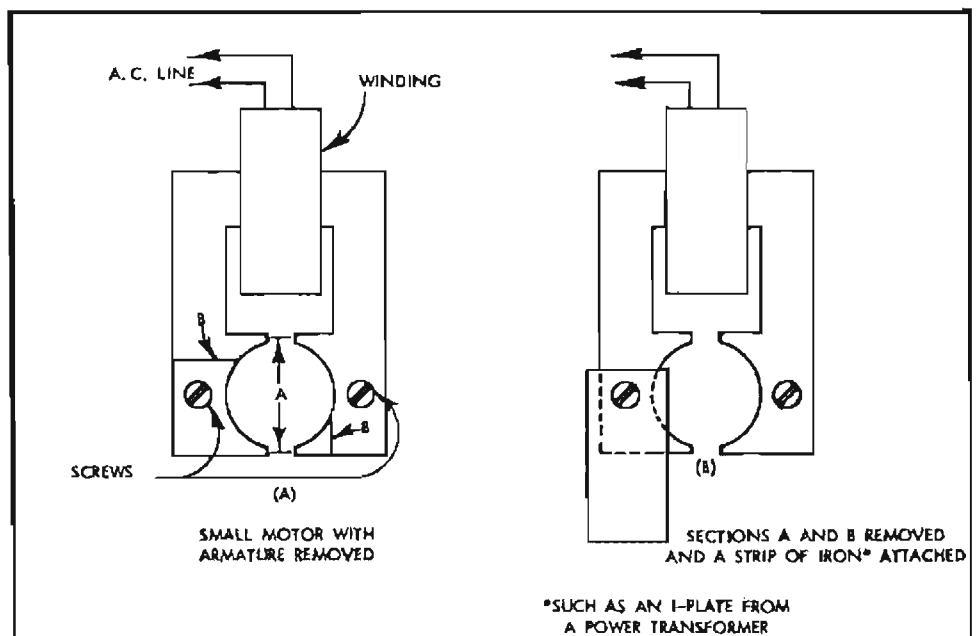 A.C. LINE
WINDING
B
A
B
SCREWS
(A)
SMALL MOTOR WITH
ARMATURE REMOVED
(B)
SECTIONS A AND B REMOVED
AND A STRIP OF IRON* ATTACHED
*SUCH AS AN I-PLATE FROM
A POWER TRANSFORMER